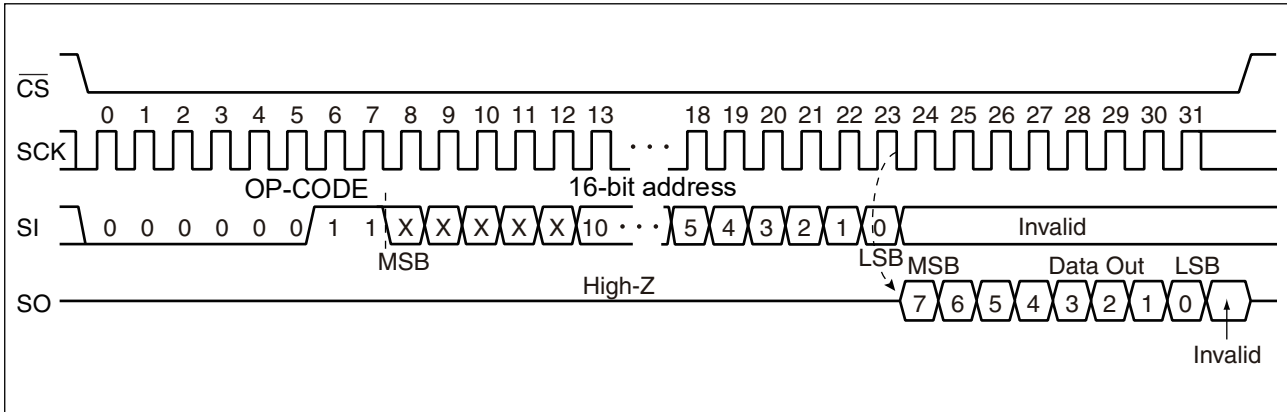 CS
0 1 2 3 4 5 6 7 8 9 10 11 12 13 18 19 20 21 22 23 24 25 26 27 28 29 30 31
SCK · · ·
OP-CODE 16-bit address
SI 0 0 0 0 0 0 1 1 X X X X X 10 · · · 5 4 3 2 1 0 Invalid
MSB LSB MSB Data Out LSB
High-Z
SO 7 6 5 4 3 2 1 0
Invalid